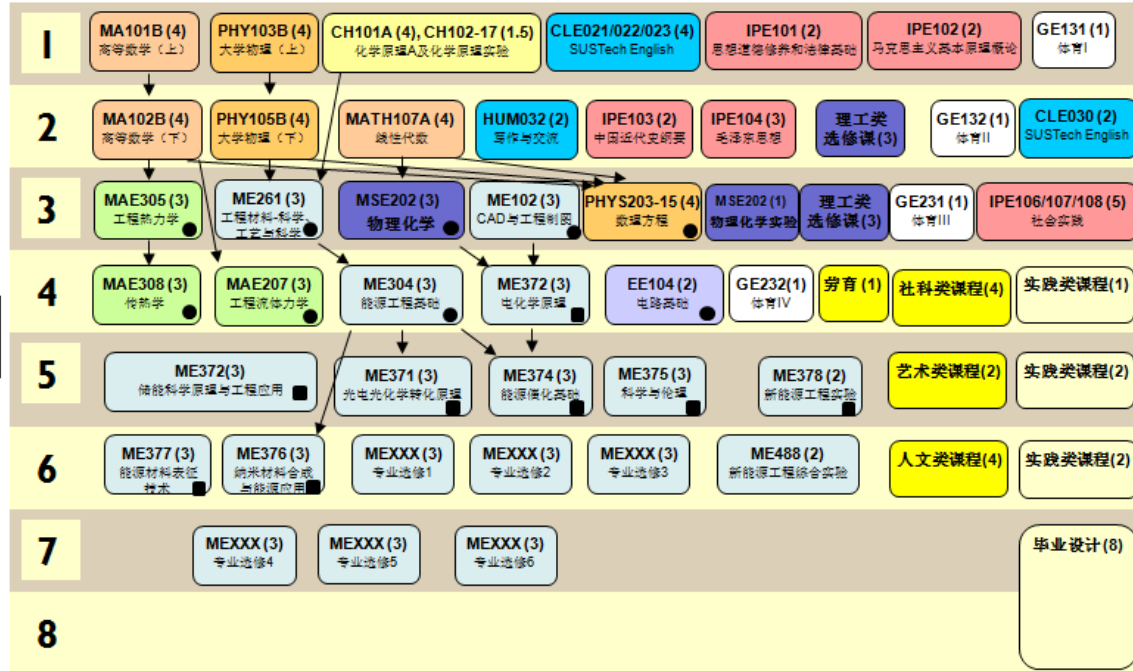 1
MA101B (4)
高等数学（上）
PHY103B (4)
大学物理（上）
CH101A (4), CH102-17 (1.5)
化学原理A及化学原理实验
CLE021/022/023 (4)
SUSTech English
IPE101 (2)
思想道德修养和法律基础
IPE102 (2)
马克思主义基本原理概论
GE131 (1)
体育I
2
MA102B (4)
高等数学（下）
PHY105B (4)
大学物理（下）
MATH107A (4)
线性代数
HUM032 (2)
写作与交流
IPE103 (2)
中国近代史纲要
IPE104 (3)
毛泽东思想
理工类
选修课(3)
GE132 (1)
体育II
CLE030 (2)
SUSTech English
3
MAE305 (3)
工程热力学
ME261 (3)
工程材料-科学、
工艺与科学
MSE202 (3)
物理化学
ME102 (3)
CAD与工程制图
PHYS203-15 (4)
数理方程
MSE202 (1)
物理化学实验
理工类
选修课(3)
GE231 (1)
体育III
IPE106/107/108 (5)
社会实践
4
MAE308 (3)
传热学
MAE207 (3)
工程流体力学
ME304 (3)
能源工程基础
ME372 (3)
电化学原理
EE104 (2)
电路基础
GE232(1)
体育IV
劳育(1)
社科类课程(4)
实践类课程(1)
5
ME372(3)
储能科学原理与工程应用
ME371 (3)
光电光化学转化原理
ME374 (3)
能源催化基础
ME375 (3)
科学与伦理
ME378 (2)
新能源工程实验
艺术类课程(2)
实践类课程(2)
6
ME377 (3)
能源材料表征
技术
ME376 (3)
纳米材料合成
与能源应用
MEXXX (3)
专业选修1
MEXXX (3)
专业选修2
MEXXX (3)
专业选修3
ME488 (2)
新能源工程综合实验
人文类课程(4)
实践类课程(2)
7
MEXXX (3)
专业选修4
MEXXX (3)
专业选修5
MEXXX (3)
专业选修6
毕业设计(8)
8